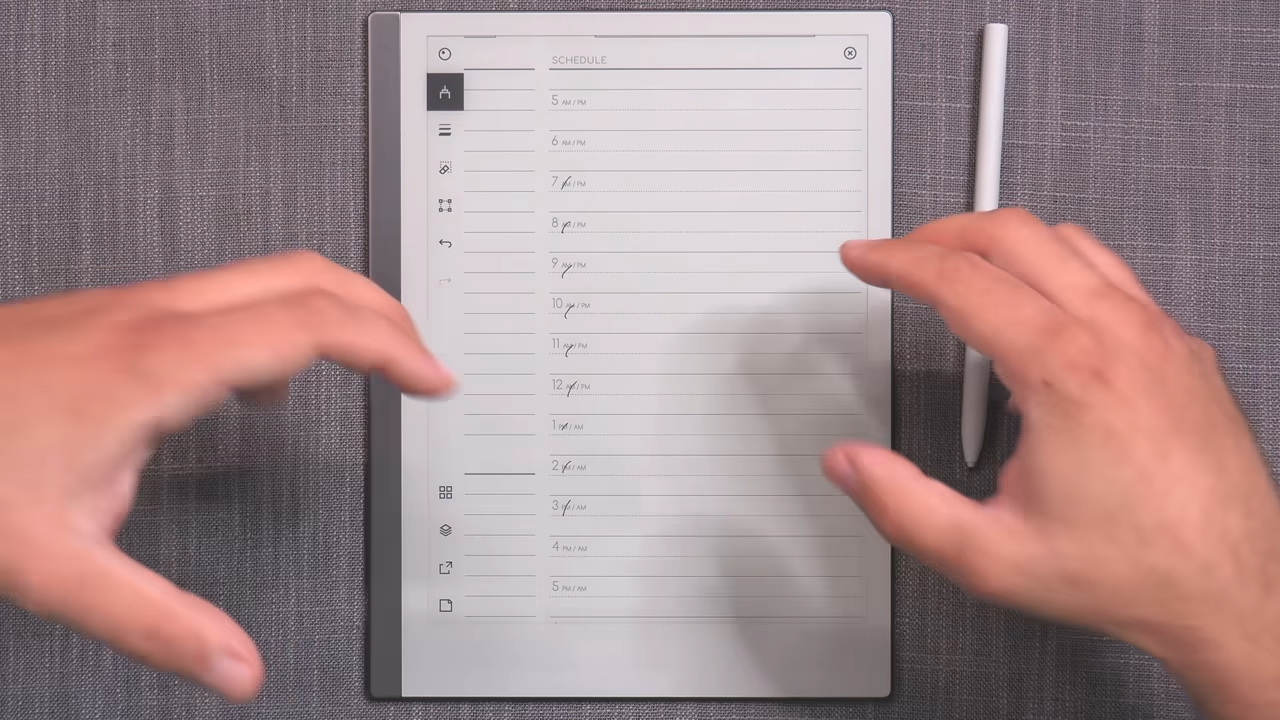 SCHEDULE
5 AM / PM
6 AM / PM
7 AM / PM
8 AM / PM
9 AM / PM
10 AM / PM
11 AM / PM
12 AM / PM
1 PM / AM
2 PM / AM
3 PM / AM
4 PM / AM
5 PM / AM